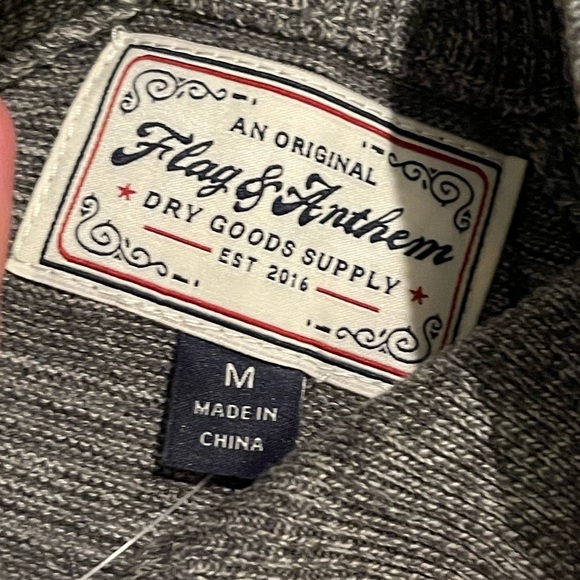 AN ORIGINAL
Flag & Anthem
DRY GOODS SUPPLY
EST 2016
M
MADE IN
CHINA